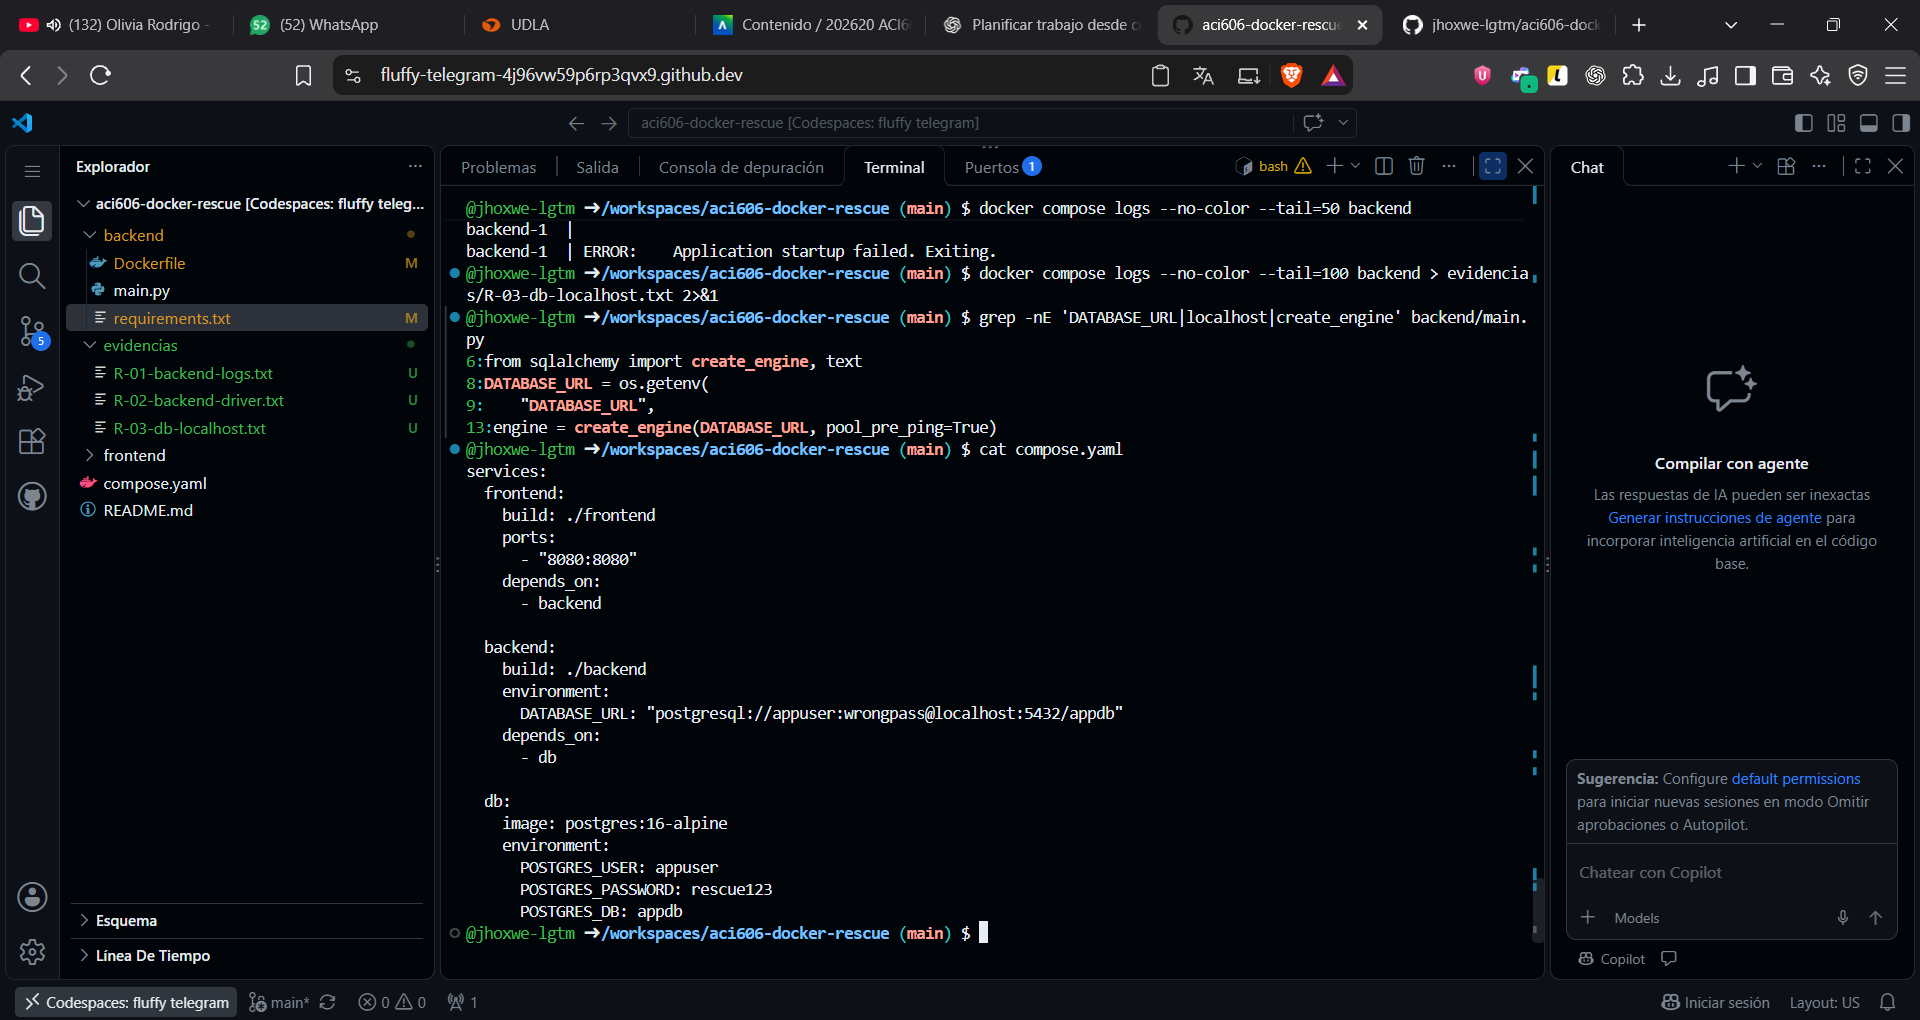 (132) Olivia Rodrigo
52
(52) WhatsApp
UDLA
Contenido / 202620 ACI6
Planificar trabajo desde c
aci606-docker-rescue
jhoxwe-lgtm/aci606-dock
fluffy-telegram-4j96vw59p6rp3qvx9.github.dev
aci606-docker-rescue [Codespaces: fluffy telegram]
Explorador
aci606-docker-rescue [Codespaces: fluffy teleg...
backend
Dockerfile M
main.py
requirements.txt M
evidencias
R-01-backend-logs.txt U
R-02-backend-driver.txt U
R-03-db-localhost.txt U
frontend
compose.yaml
README.md
5
Esquema
Línea De Tiempo
Problemas
Salida
Consola de depuración
Terminal
Puertos 1
bash
@jhoxwe-lgtm ➜/workspaces/aci606-docker-rescue (main) $ docker compose logs --no-color --tail=50 backend
backend-1  |
backend-1  | ERROR:    Application startup failed. Exiting.
@jhoxwe-lgtm ➜/workspaces/aci606-docker-rescue (main) $ docker compose logs --no-color --tail=100 backend > evidencia
s/R-03-db-localhost.txt 2>&1
@jhoxwe-lgtm ➜/workspaces/aci606-docker-rescue (main) $ grep -nE 'DATABASE_URL|localhost|create_engine' backend/main.
py
6:from sqlalchemy import create_engine, text
8:DATABASE_URL = os.getenv(
9:    "DATABASE_URL",
13:engine = create_engine(DATABASE_URL, pool_pre_ping=True)
@jhoxwe-lgtm ➜/workspaces/aci606-docker-rescue (main) $ cat compose.yaml
services:
  frontend:
    build: ./frontend
    ports:
      - "8080:8080"
    depends_on:
      - backend
  backend:
    build: ./backend
    environment:
      DATABASE_URL: "postgresql://appuser:wrongpass@localhost:5432/appdb"
    depends_on:
      - db
  db:
    image: postgres:16-alpine
    environment:
      POSTGRES_USER: appuser
      POSTGRES_PASSWORD: rescue123
      POSTGRES_DB: appdb
@jhoxwe-lgtm ➜/workspaces/aci606-docker-rescue (main) $
Chat
Compilar con agente
Las respuestas de IA pueden ser inexactas
Generar instrucciones de agente para
incorporar inteligencia artificial en el código
base.
Sugerencia: Configure default permissions
para iniciar nuevas sesiones en modo Omitir
aprobaciones o Autopilot.
Chatear con Copilot
Models
Copilot
Codespaces: fluffy telegram
main*
0
0
1
Iniciar sesión
Layout: US